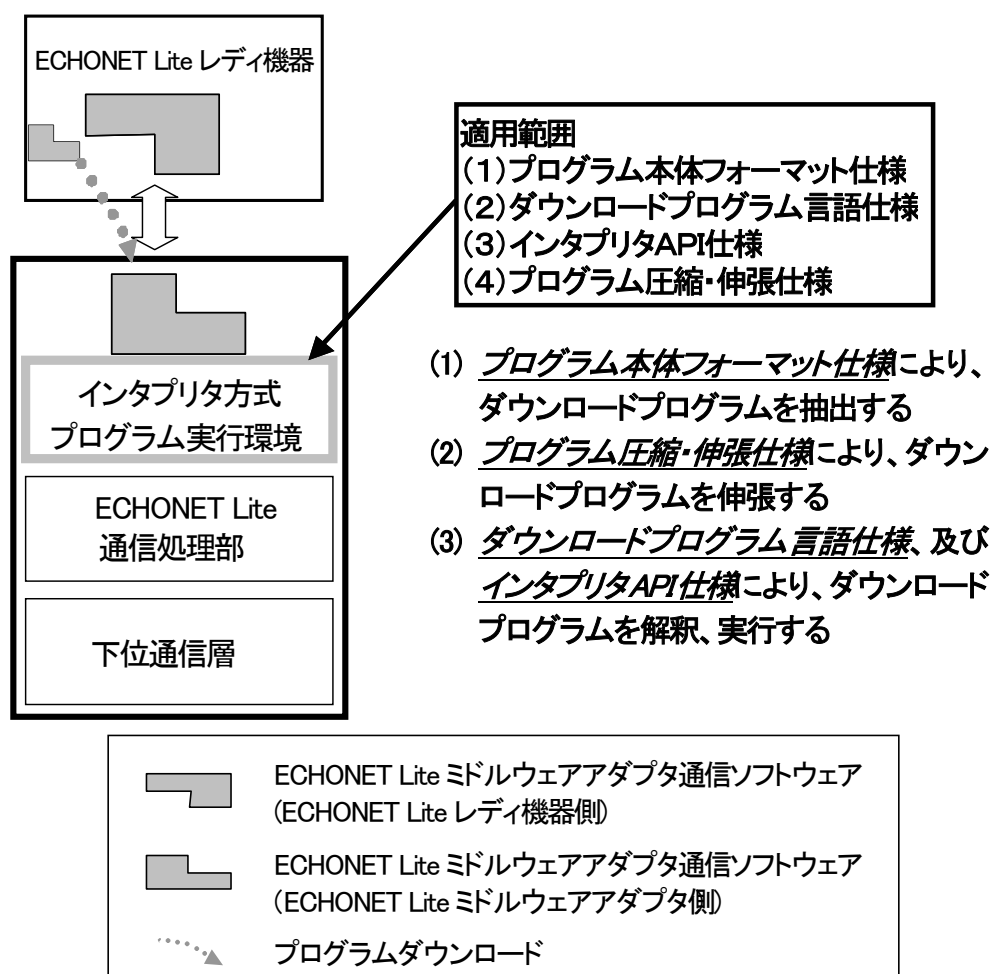 ECHONET Lite レディ機器
適用範囲
(1)プログラム本体フォーマット仕様
(2)ダウンロードプログラム言語仕様
(3)インタプリタAPI仕様
(4)プログラム圧縮・伸張仕様
インタプリタ方式
プログラム実行環境
ECHONET Lite
通信処理部
下位通信層
(1) プログラム本体フォーマット仕様により、
ダウンロードプログラムを抽出する
(2) プログラム圧縮・伸張仕様により、ダウン
ロードプログラムを伸張する
(3) ダウンロードプログラム言語仕様、及び
インタプリタAPI仕様により、ダウンロード
プログラムを解釈、実行する
ECHONET Lite ミドルウェアアダプタ通信ソフトウェア
(ECHONET Lite レディ機器側)
ECHONET Lite ミドルウェアアダプタ通信ソフトウェア
(ECHONET Lite ミドルウェアアダプタ側)
プログラムダウンロード